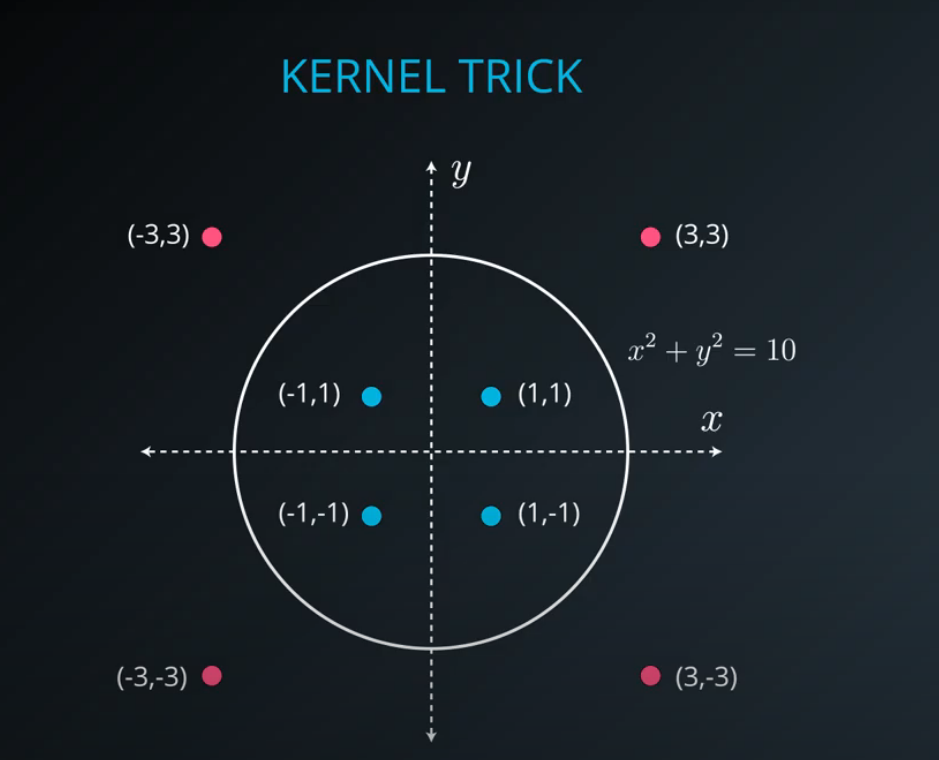 KERNEL TRICK
y
(-3,3)
(3,3)
x² + y² = 10
(-1,1)
(1,1)
x
(-1,-1)
(1,-1)
(-3,-3)
(3,-3)